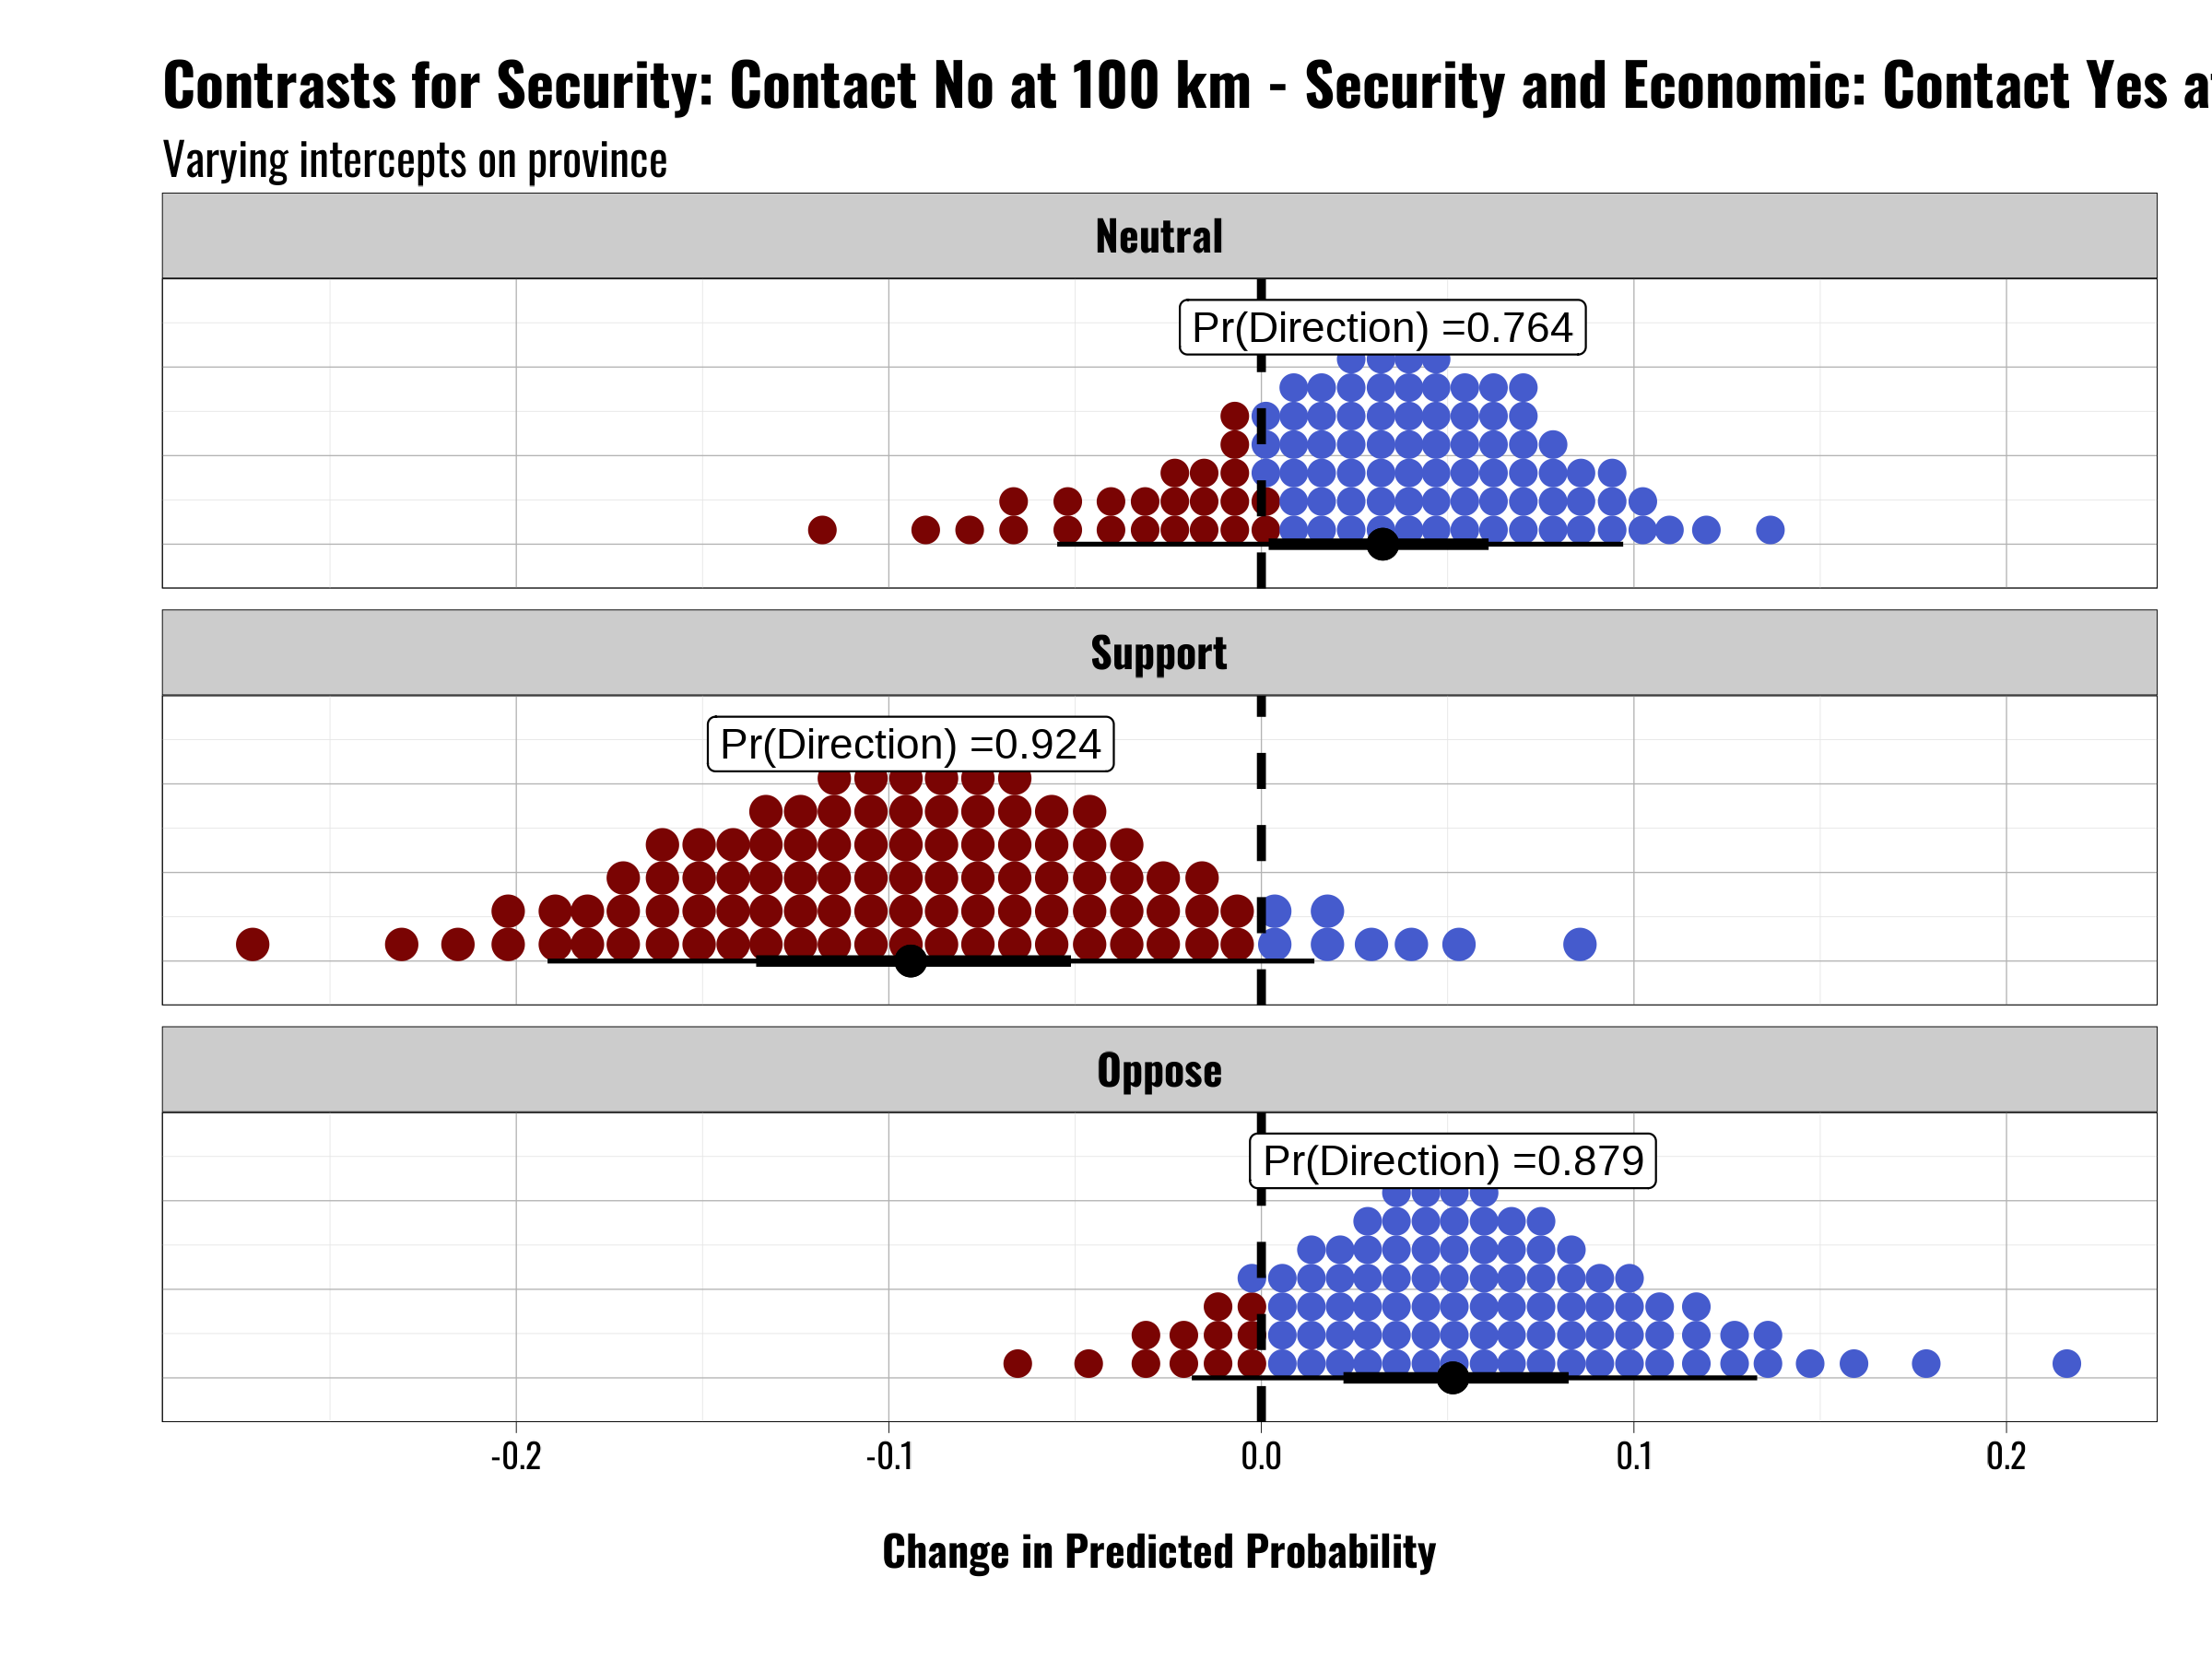 Contrasts for Security: Contact No at 100 km - Security and Economic: Contact Yes
Varying intercepts on province
Neutral
Pr(Direction) =0.764
Support
Pr(Direction) =0.924
Oppose
Pr(Direction) =0.879
-0.2 -0.1 0.0 0.1 0.2
Change in Predicted Probability